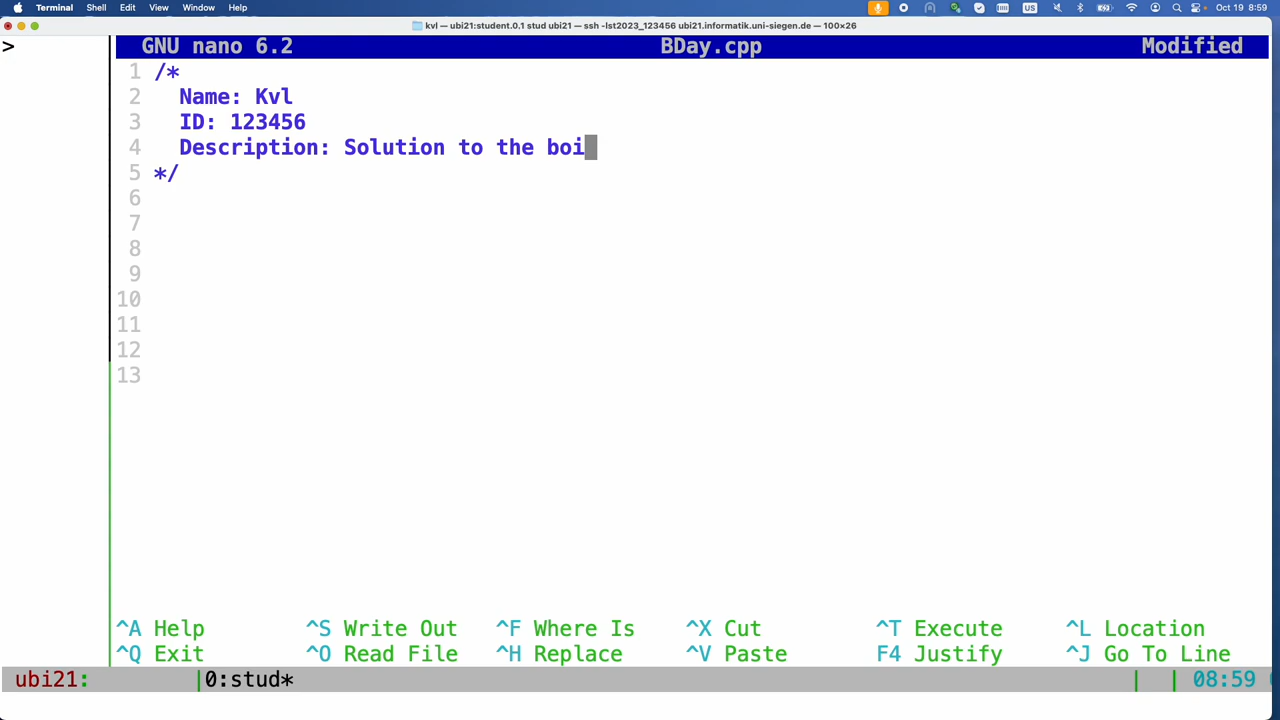 Terminal Shell Edit View Window Help US Oct 19 8:59
kvl — ubi21:student.0.1 stud ubi21 — ssh -lst2023_123456 ubi21.informatik.uni-siegen.de — 100×26
> GNU nano 6.2 BDay.cpp Modified
1 /*
2 Name: Kvl
3 ID: 123456
4 Description: Solution to the boi
5 */
6
7
8
9
10
11
12
13
^A Help ^S Write Out ^F Where Is ^X Cut ^T Execute ^L Location
^Q Exit ^O Read File ^H Replace ^V Paste F4 Justify ^J Go To Line
ubi21: |0:stud* | | 08:59